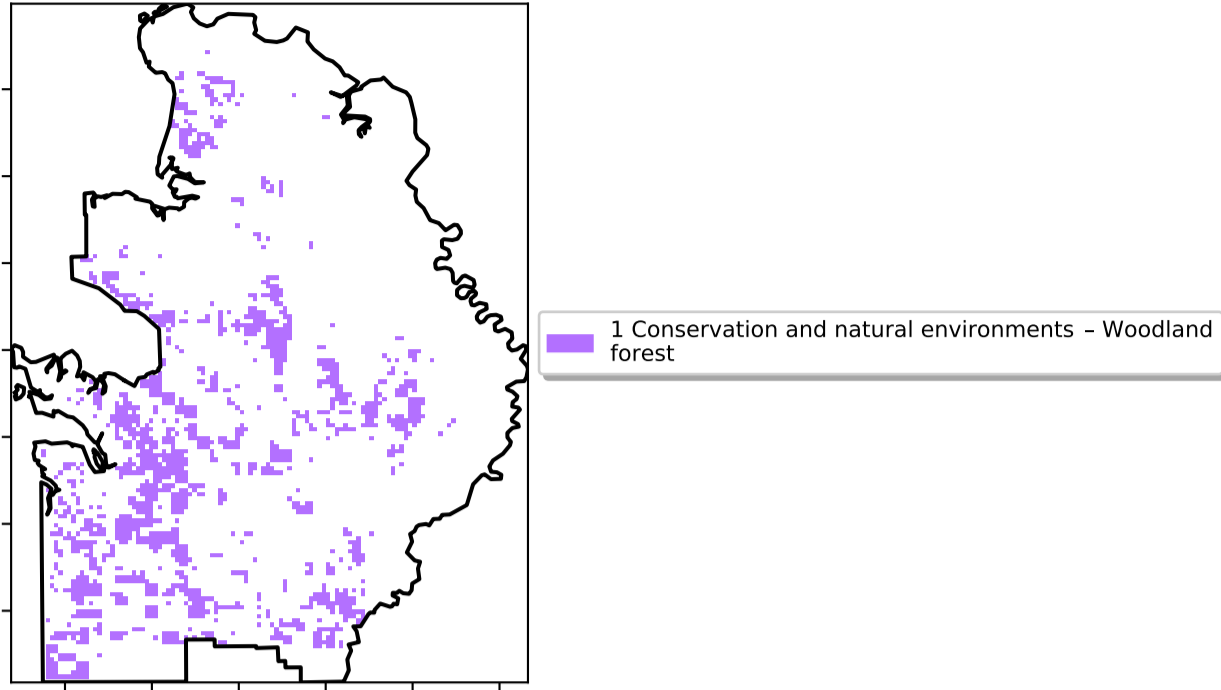 1 Conservation and natural environments – Woodland
forest